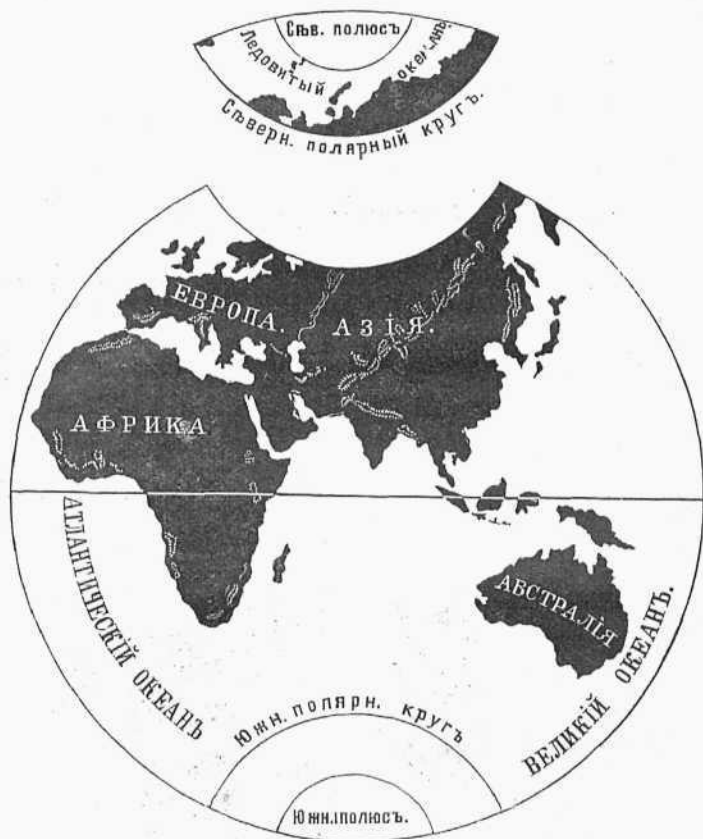 Сѣв. полюсъ
Ледовитый океанъ.
Сѣверн. полярный кругъ.
ЕВРОПА.
АЗІЯ.
АФРИКА
АТЛАНТИЧЕСКІЙ ОКЕАНЪ
АВСТРАЛІЯ
ВЕЛИКІЙ ОКЕАНЪ.
Южн. полярн. кругъ
Южн. полюсъ.